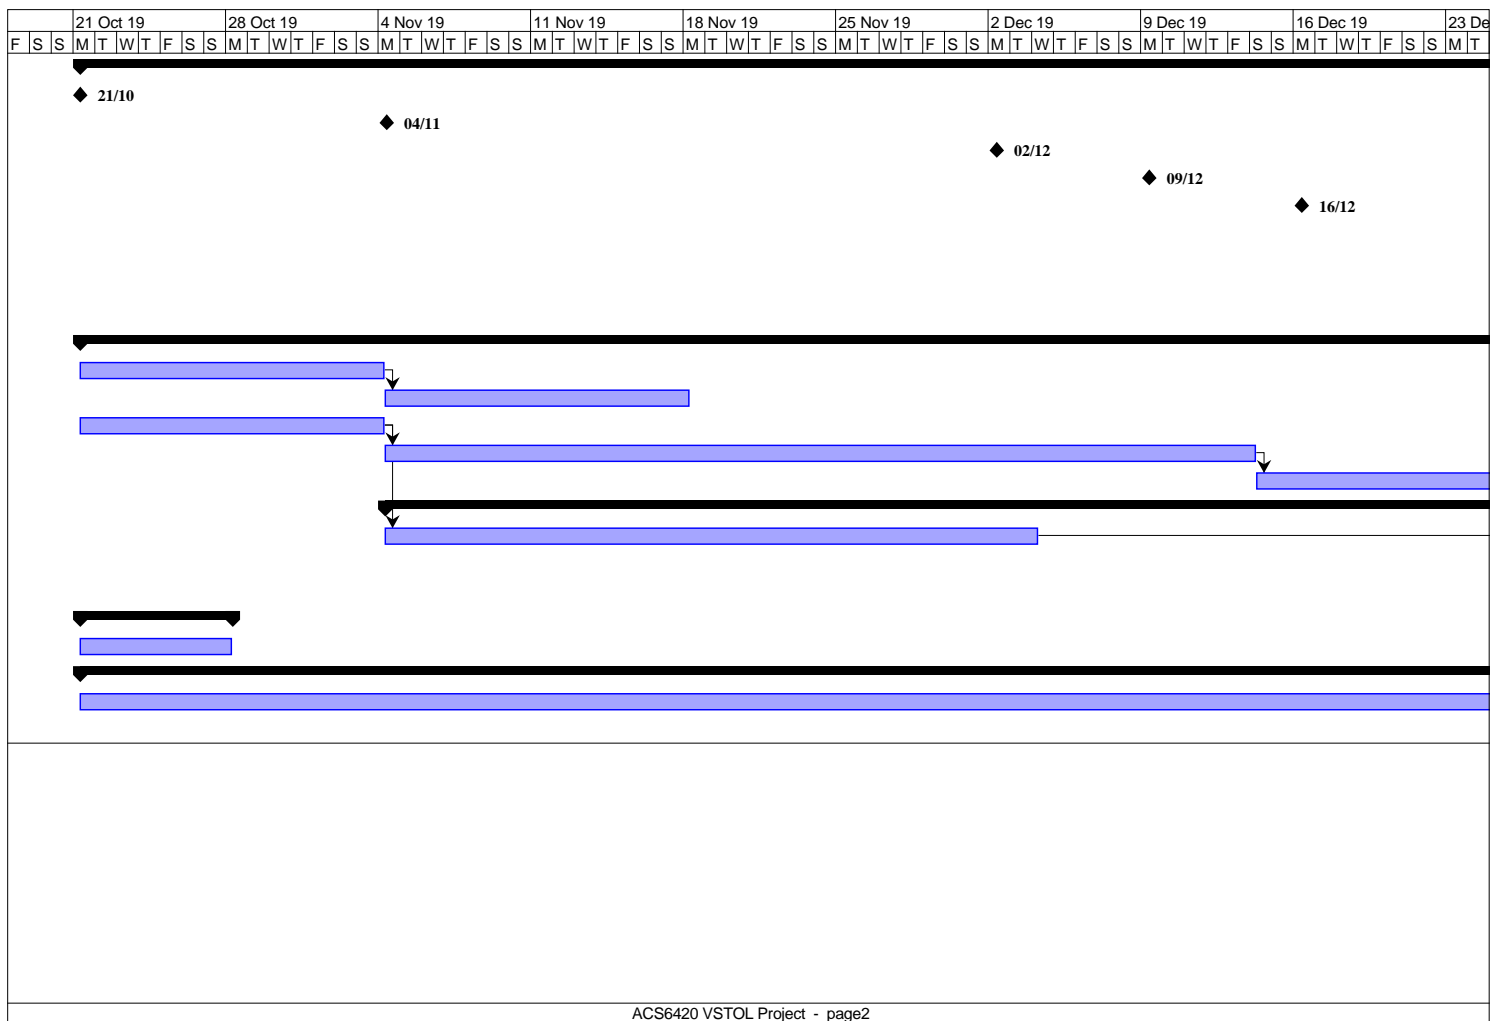 21 Oct 19 28 Oct 19 4 Nov 19 11 Nov 19 18 Nov 19 25 Nov 19 2 Dec 19 9 Dec 19 16 Dec 19 23 De
F S S M T W T F S S M T W T F S S M T W T F S S M T W T F S S M T W T F S S M T W T F S S M T W T F S S M T W T F S S M T W T F S S M T
21/10
04/11
02/12
09/12
16/12
ACS6420 VSTOL Project - page2